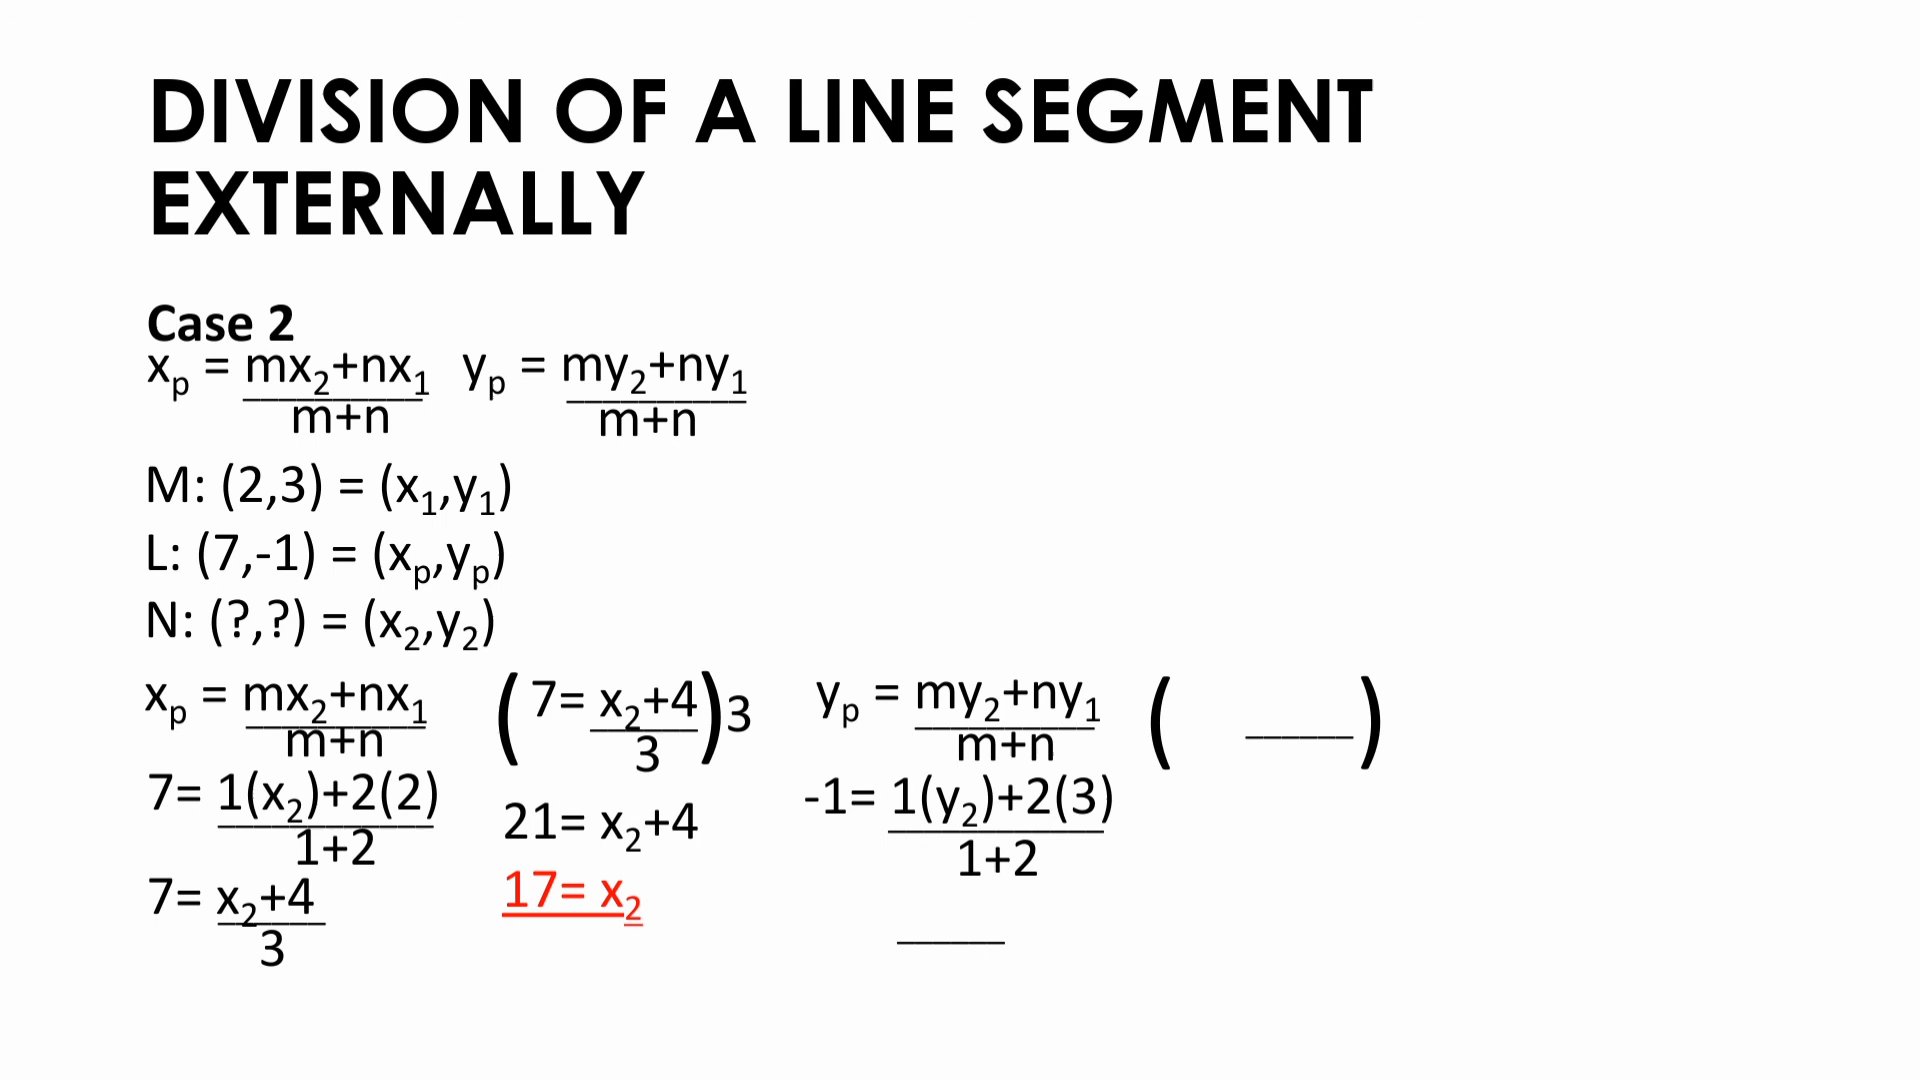 DIVISION OF A LINE SEGMENT
EXTERNALLY
Case 2
xₚ = mx₂+nx₁ yₚ = my₂+ny₁
m+n m+n
M: (2,3) = (x₁,y₁)
L: (7,-1) = (xₚ,yₚ)
N: (?,?) = (x₂,y₂)
xₚ = mx₂+nx₁
m+n
7= 1(x₂)+2(2)
1+2
7= x₂+4
3
( 7= x₂+4 ) 3
3
21= x₂+4
17= x₂
yₚ = my₂+ny₁
m+n
-1= 1(y₂)+2(3)
1+2
( )